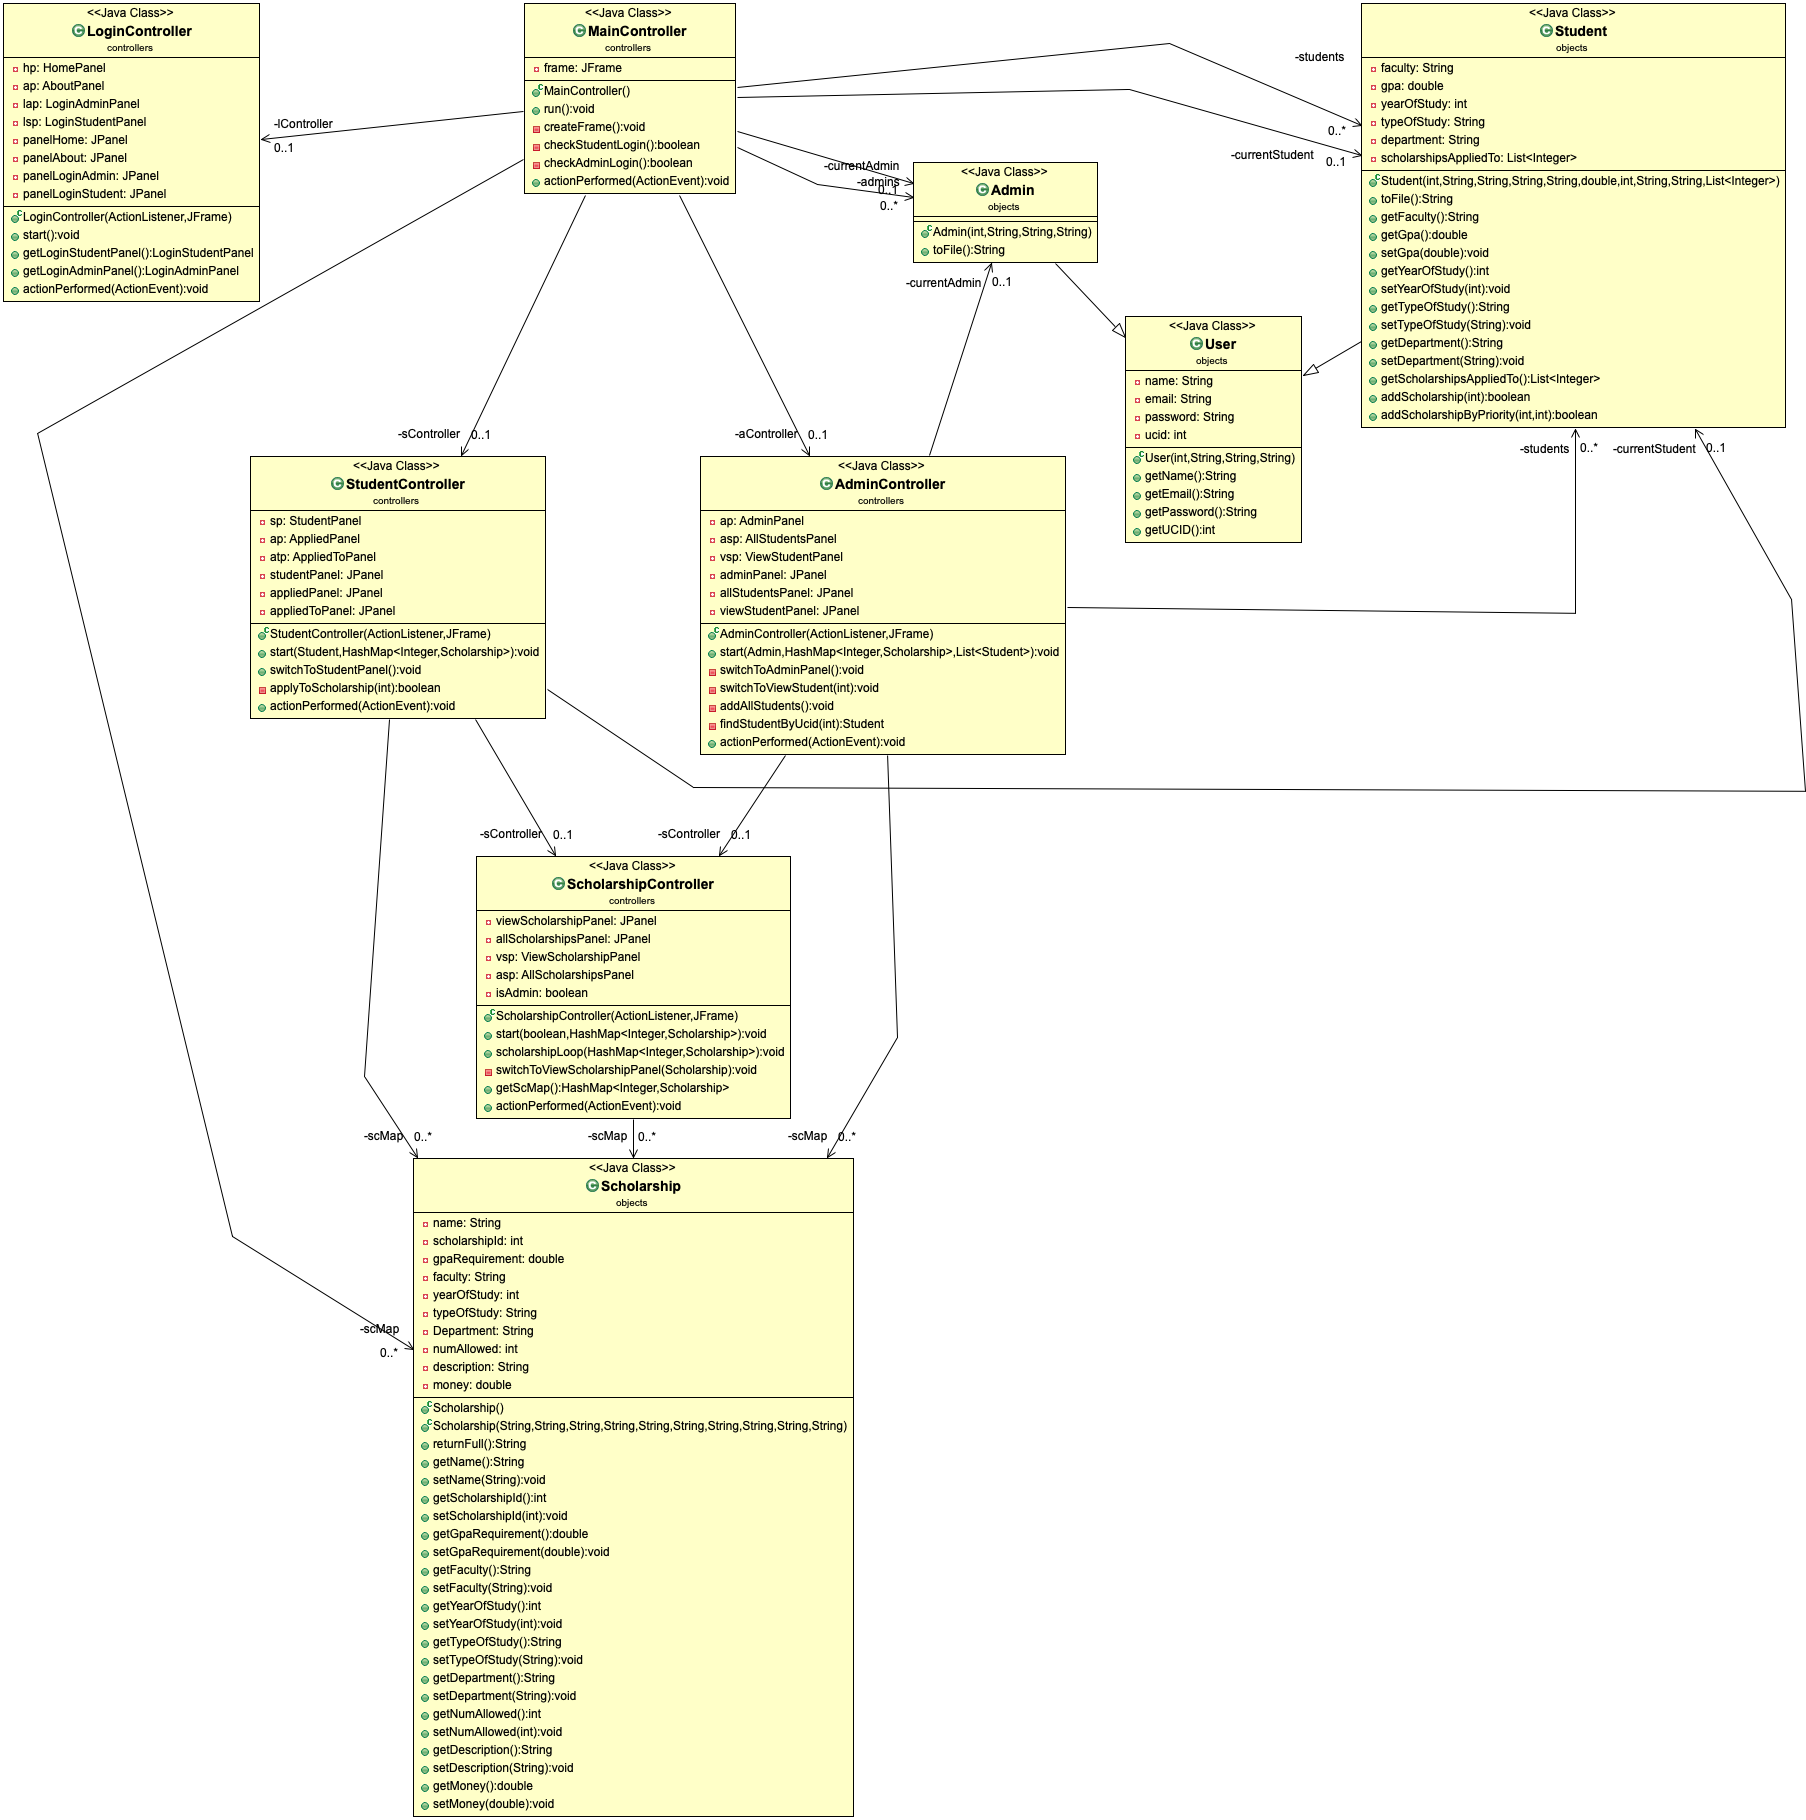 <<Java Class>>
LoginController
controllers
hp: HomePanel
ap: AboutPanel
lap: LoginAdminPanel
lsp: LoginStudentPanel
panelHome: JPanel
panelAbout: JPanel
panelLoginAdmin: JPanel
panelLoginStudent: JPanel
LoginController(ActionListener,JFrame)
start():void
getLoginStudentPanel():LoginStudentPanel
getLoginAdminPanel():LoginAdminPanel
actionPerformed(ActionEvent):void
<<Java Class>>
MainController
controllers
frame: JFrame
MainController()
run():void
createFrame():void
checkStudentLogin():boolean
checkAdminLogin():boolean
actionPerformed(ActionEvent):void
<<Java Class>>
Student
objects
faculty: String
gpa: double
yearOfStudy: int
typeOfStudy: String
department: String
scholarshipsAppliedTo: List<Integer>
Student(int,String,String,String,String,double,int,String,String,List<Integer>)
toFile():String
getFaculty():String
getGpa():double
setGpa(double):void
getYearOfStudy():int
setYearOfStudy(int):void
getTypeOfStudy():String
setTypeOfStudy(String):void
getDepartment():String
setDepartment(String):void
getScholarshipsAppliedTo():List<Integer>
addScholarship(int):boolean
addScholarshipByPriority(int,int):boolean
-lController
0..1
-students
0..*
-currentStudent
0..1
-currentAdmin
0..1
-admins
0..*
<<Java Class>>
Admin
objects
Admin(int,String,String,String)
toFile():String
-currentAdmin
0..1
<<Java Class>>
User
objects
name: String
email: String
password: String
ucid: int
User(int,String,String,String)
getName():String
getEmail():String
getPassword():String
getUCID():int
-sController
0..1
-aController
0..1
-students
0..*
-currentStudent
0..1
<<Java Class>>
StudentController
controllers
sp: StudentPanel
ap: AppliedPanel
atp: AppliedToPanel
studentPanel: JPanel
appliedPanel: JPanel
appliedToPanel: JPanel
StudentController(ActionListener,JFrame)
start(Student,HashMap<Integer,Scholarship>):void
switchToStudentPanel():void
applyToScholarship(int):boolean
actionPerformed(ActionEvent):void
<<Java Class>>
AdminController
controllers
ap: AdminPanel
asp: AllStudentsPanel
vsp: ViewStudentPanel
adminPanel: JPanel
allStudentsPanel: JPanel
viewStudentPanel: JPanel
AdminController(ActionListener,JFrame)
start(Admin,HashMap<Integer,Scholarship>,List<Student>):void
switchToAdminPanel():void
switchToViewStudent(int):void
addAllStudents():void
findStudentByUcid(int):Student
actionPerformed(ActionEvent):void
-sController
0..1
-sController
0..1
<<Java Class>>
ScholarshipController
controllers
viewScholarshipPanel: JPanel
allScholarshipsPanel: JPanel
vsp: ViewScholarshipPanel
asp: AllScholarshipsPanel
isAdmin: boolean
ScholarshipController(ActionListener,JFrame)
start(boolean,HashMap<Integer,Scholarship>):void
scholarshipLoop(HashMap<Integer,Scholarship>):void
switchToViewScholarshipPanel(Scholarship):void
getScMap():HashMap<Integer,Scholarship>
actionPerformed(ActionEvent):void
-scMap
0..*
-scMap
0..*
-scMap
0..*
-scMap
0..*
<<Java Class>>
Scholarship
objects
name: String
scholarshipId: int
gpaRequirement: double
faculty: String
yearOfStudy: int
typeOfStudy: String
Department: String
numAllowed: int
description: String
money: double
Scholarship()
Scholarship(String,String,String,String,String,String,String,String,String,String)
returnFull():String
getName():String
setName(String):void
getScholarshipId():int
setScholarshipId(int):void
getGpaRequirement():double
setGpaRequirement(double):void
getFaculty():String
setFaculty(String):void
getYearOfStudy():int
setYearOfStudy(int):void
getTypeOfStudy():String
setTypeOfStudy(String):void
getDepartment():String
setDepartment(String):void
getNumAllowed():int
setNumAllowed(int):void
getDescription():String
setDescription(String):void
getMoney():double
setMoney(double):void